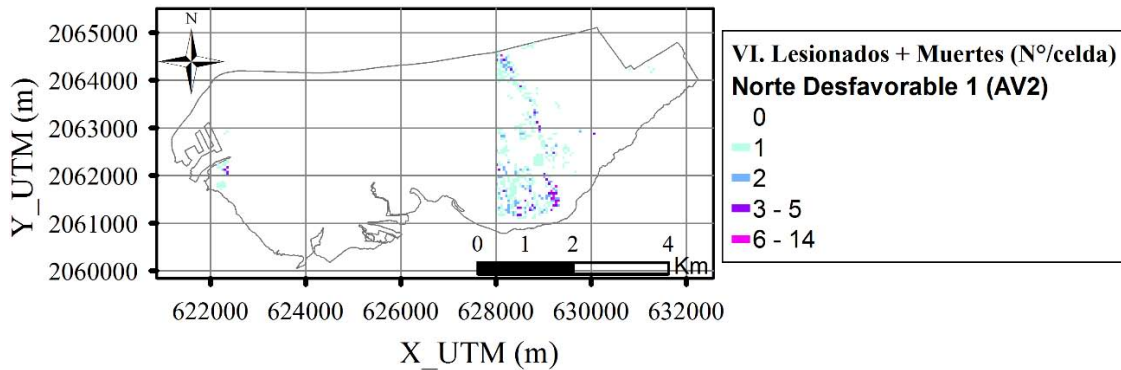 N
Y_UTM (m)
2065000
2064000
2063000
2062000
2061000
2060000
0 1 2 4
Km
622000 624000 626000 628000 630000 632000
X_UTM (m)
VI. Lesionados + Muertes (N°/celda)
Norte Desfavorable 1 (AV2)
0
1
2
3 - 5
6 - 14